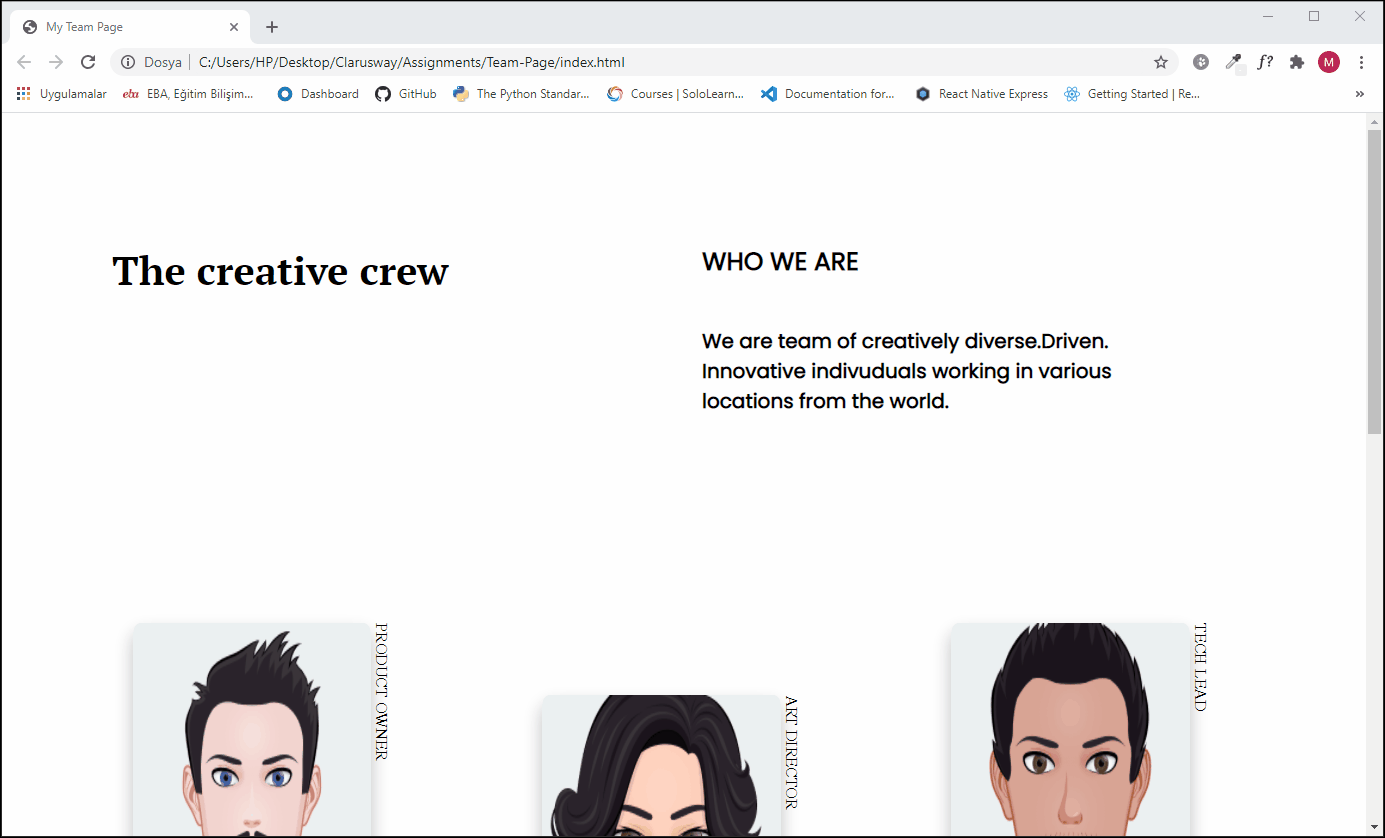 My Team Page
Dosya C:/Users/HP/Desktop/Clarusway/Assignments/Team-Page/index.html
f?
M
Uygulamalar
eba EBA, Eğitim Bilişim...
Dashboard
GitHub
The Python Standar...
Courses | SoloLearn...
Documentation for...
React Native Express
Getting Started | Re...
»
The creative crew
WHO WE ARE
We are team of creatively diverse.Driven.
Innovative indivuduals working in various
locations from the world.
PRODUCT OWNER
ART DIRECTOR
TECH LEAD